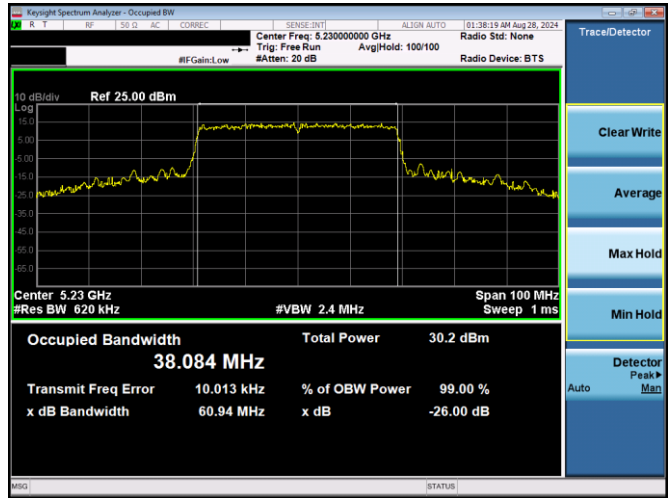 Keysight Spectrum Analyzer - Occupied BW
LXI R T RF 50 Ω AC CORREC SENSE:INT ALIGN AUTO 01:38:19 AM Aug 28, 2024
Center Freq: 5.230000000 GHz Radio Std: None
Trig: Free Run Avg|Hold: 100/100
#IFGain:Low #Atten: 20 dB Radio Device: BTS
Trace/Detector
10 dB/div Ref 25.00 dBm
Log
15.0
5.00
-5.00
-15.0
-25.0
-35.0
-45.0
-55.0
-65.0
Center 5.23 GHz Span 100 MHz
#Res BW 620 kHz #VBW 2.4 MHz Sweep 1 ms
Occupied Bandwidth Total Power 30.2 dBm
38.084 MHz
Transmit Freq Error 10.013 kHz % of OBW Power 99.00 %
x dB Bandwidth 60.94 MHz x dB -26.00 dB
Clear Write
Average
Max Hold
Min Hold
Detector
Peak▶
Auto Man
MSG STATUS